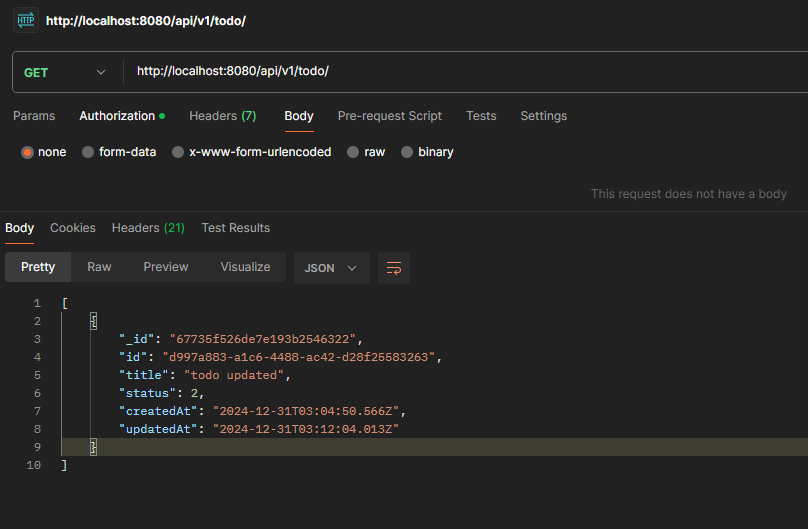 HTTP http://localhost:8080/api/v1/todo/
GET http://localhost:8080/api/v1/todo/
Params Authorization Headers (7) Body Pre-request Script Tests Settings
none form-data x-www-form-urlencoded raw binary
This request does not have a body
Body Cookies Headers (21) Test Results
Pretty Raw Preview Visualize JSON
1 [
2 {
3 "_id": "67735f526de7e193b2546322",
4 "id": "d997a883-a1c6-4488-ac42-d28f25583263",
5 "title": "todo updated",
6 "status": 2,
7 "createdAt": "2024-12-31T03:04:50.566Z",
8 "updatedAt": "2024-12-31T03:12:04.013Z"
9 }
10 ]